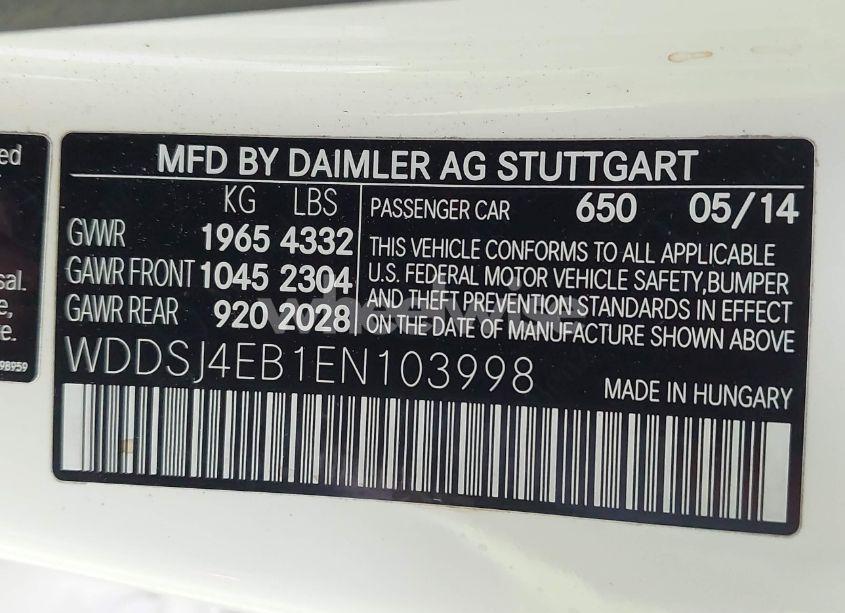 MFD BY DAIMLER AG STUTTGART
KG LBS
GVWR 1965 4332
GAWR FRONT 1045 2304
GAWR REAR 920 2028
PASSENGER CAR 650 05/14
THIS VEHICLE CONFORMS TO ALL APPLICABLE
U.S. FEDERAL MOTOR VEHICLE SAFETY,BUMPER
AND THEFT PREVENTION STANDARDS IN EFFECT
ON THE DATE OF MANUFACTURE SHOWN ABOVE
WDDSJ4EB1EN103998
MADE IN HUNGARY
98959